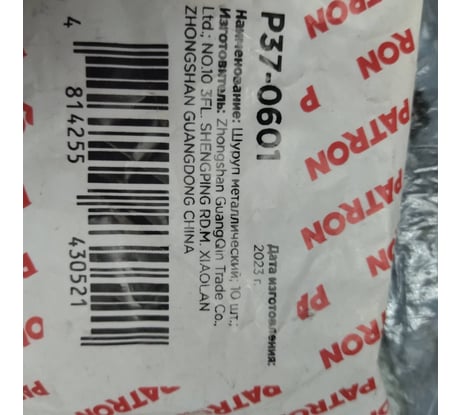 P37-0601
Дата изготовления:
2023 г.
Наименование: Шуруп металлический; 10 шт.;
Изготовитель: Zhongshan GuangQin Trade Co.,
Ltd.; NO.10 3FL. SHENGPING RD.M. XIAOLAN
ZHONGSHAN GUANGDONG CHINA
4 814255 430521
PATRON
PATRON
PATRON
PATRON